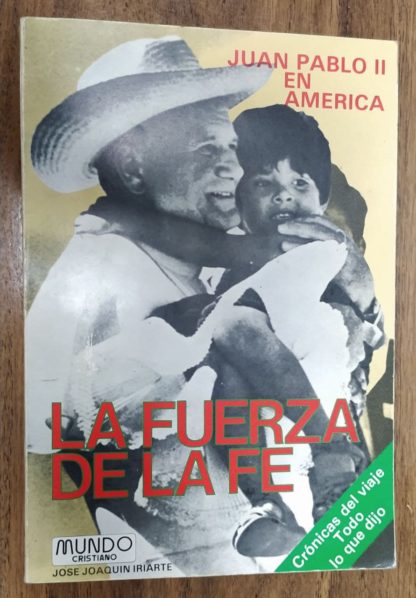 JUAN PABLO II
EN
AMERICA
LA FUERZA
DE LA FE
Crónicas del viaje
Todo
lo que dijo
MUNDO
CRISTIANO
JOSE JOAQUIN IRIARTE